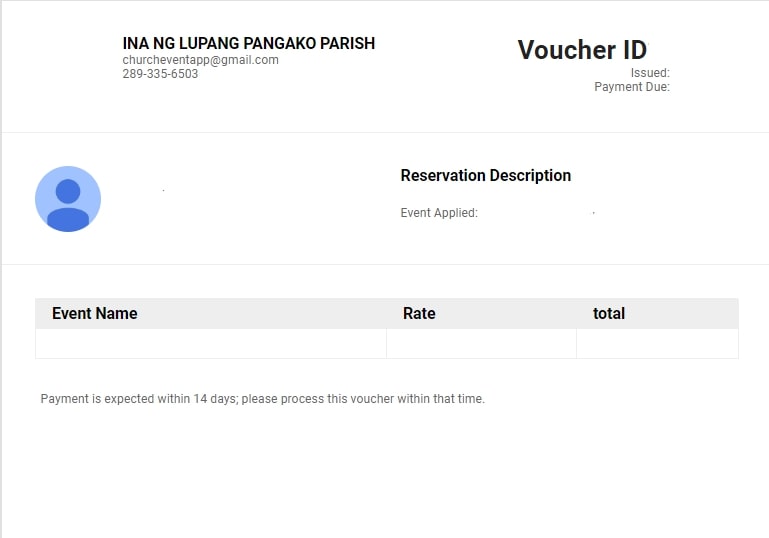 INA NG LUPANG PANGAKO PARISH
churcheventapp@gmail.com
289-335-6503
Voucher ID
Issued:
Payment Due:
Reservation Description
Event Applied:
Event Name Rate total
Payment is expected within 14 days; please process this voucher within that time.